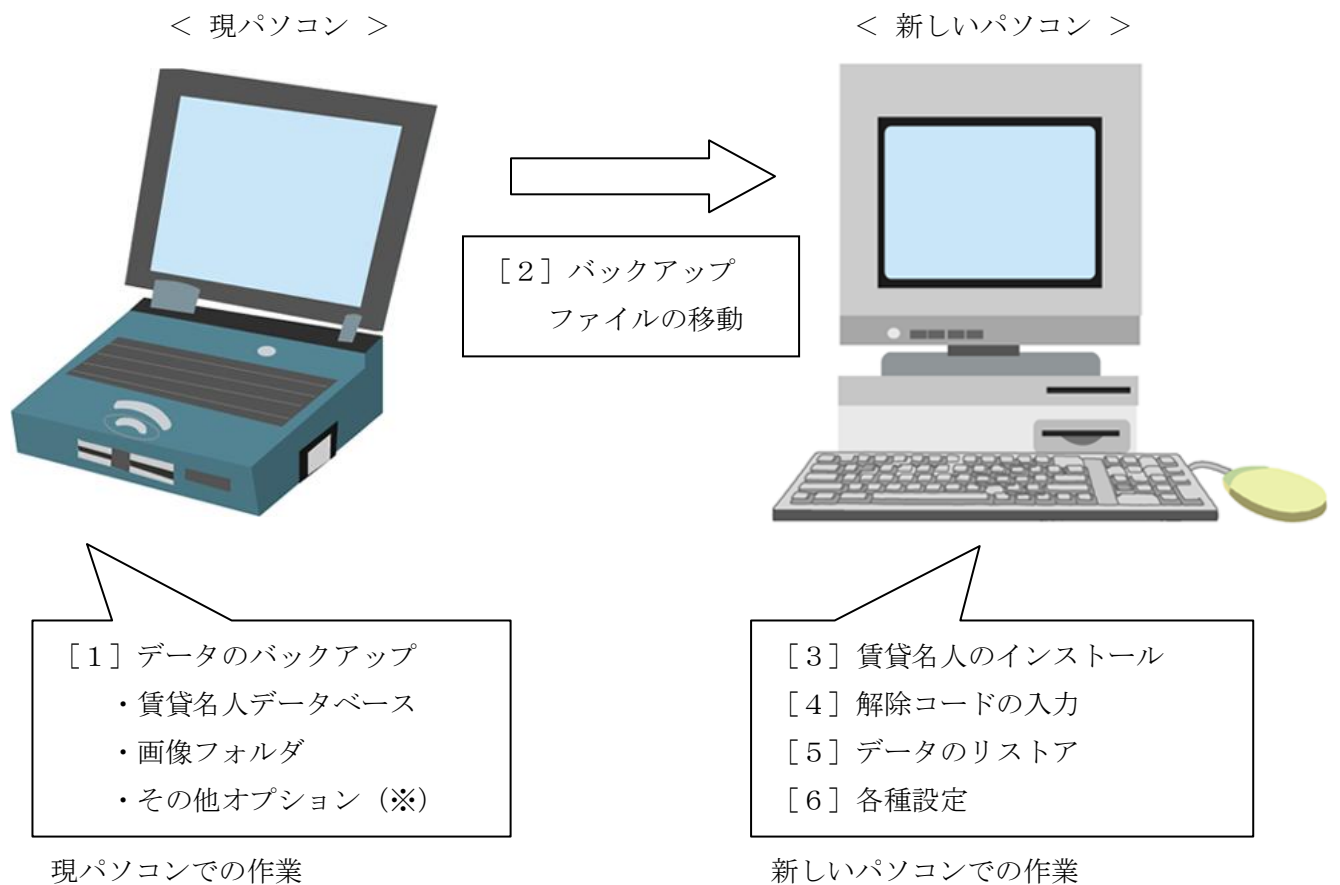 ＜ 現パソコン ＞
＜ 新しいパソコン ＞
［２］バックアップ
ファイルの移動
［１］データのバックアップ
・賃貸名人データベース
・画像フォルダ
・その他オプション（※）
現パソコンでの作業
［３］賃貸名人のインストール
［４］解除コードの入力
［５］データのリストア
［６］各種設定
新しいパソコンでの作業